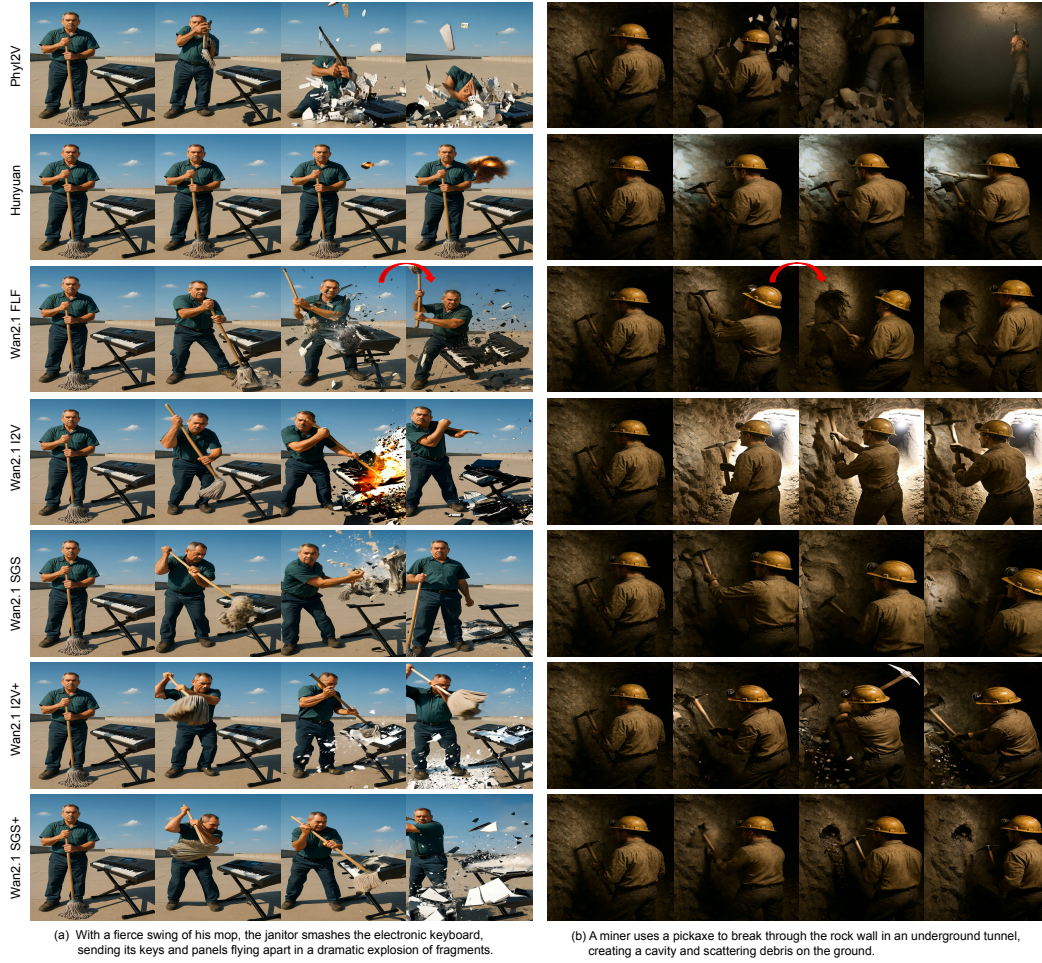 PhyI2V
Hunyuan
Wan2.1 FLF
Wan2.1 I2V
Wan2.1 SGS
Wan2.1 I2V+
Wan2.1 SGS+
(a) With a fierce swing of his mop, the janitor smashes the electronic keyboard,
sending its keys and panels flying apart in a dramatic explosion of fragments.
(b) A miner uses a pickaxe to break through the rock wall in an underground tunnel,
creating a cavity and scattering debris on the ground.